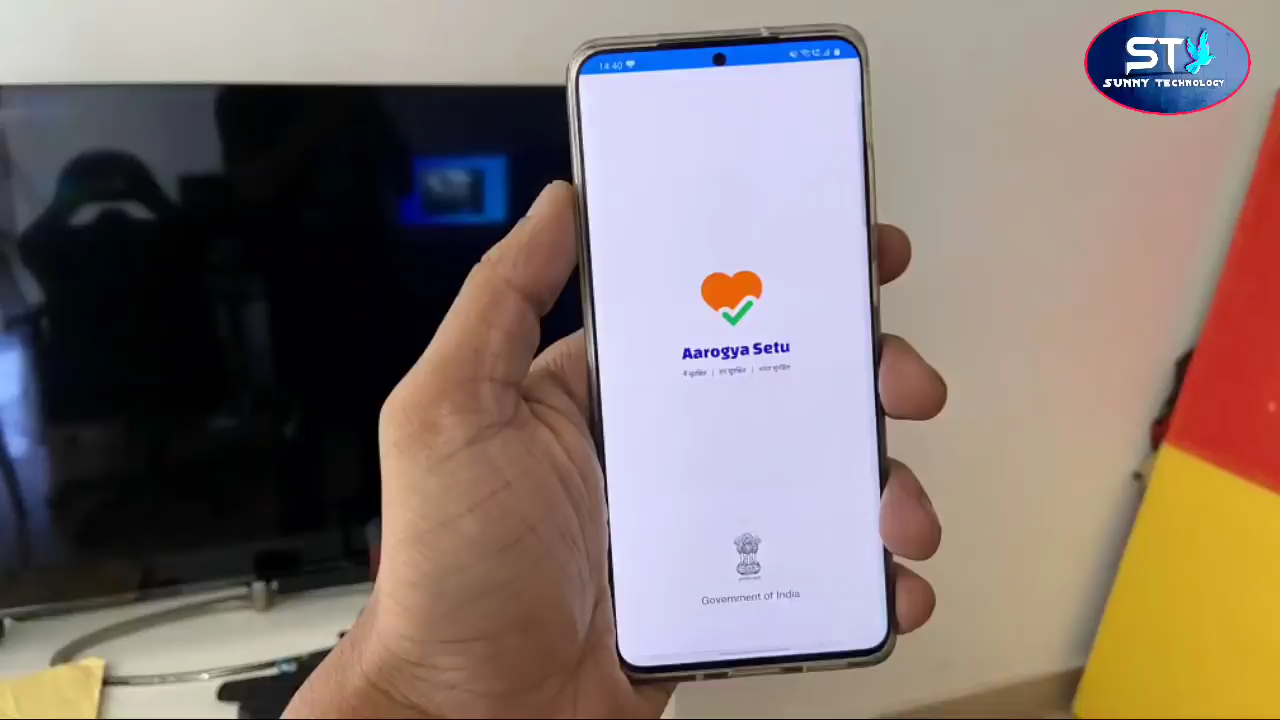 ST
SUNNY TECHNOLOGY
14:40
Aarogya Setu
मैं सुरक्षित | हम सुरक्षित | भारत सुरक्षित
Government of India